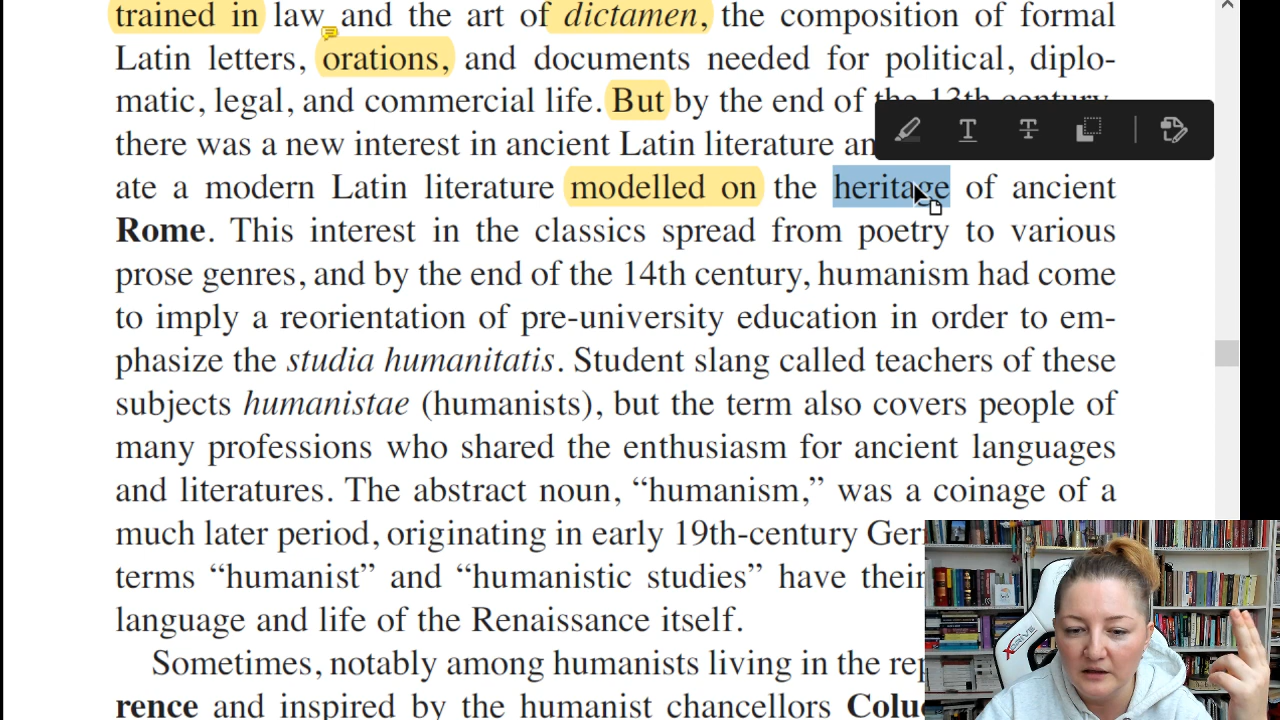 trained in law and the art of dictamen, the composition of formal
Latin letters, orations, and documents needed for political, diplo-
matic, legal, and commercial life. But by the end of the 13th century,
there was a new interest in ancient Latin literature an
ate a modern Latin literature modelled on the heritage of ancient
Rome. This interest in the classics spread from poetry to various
prose genres, and by the end of the 14th century, humanism had come
to imply a reorientation of pre-university education in order to em-
phasize the studia humanitatis. Student slang called teachers of these
subjects humanistae (humanists), but the term also covers people of
many professions who shared the enthusiasm for ancient languages
and literatures. The abstract noun, “humanism,” was a coinage of a
much later period, originating in early 19th-century Ger
terms “humanist” and “humanistic studies” have their
language and life of the Renaissance itself.
Sometimes, notably among humanists living in the rep
rence and inspired by the humanist chancellors Coluc